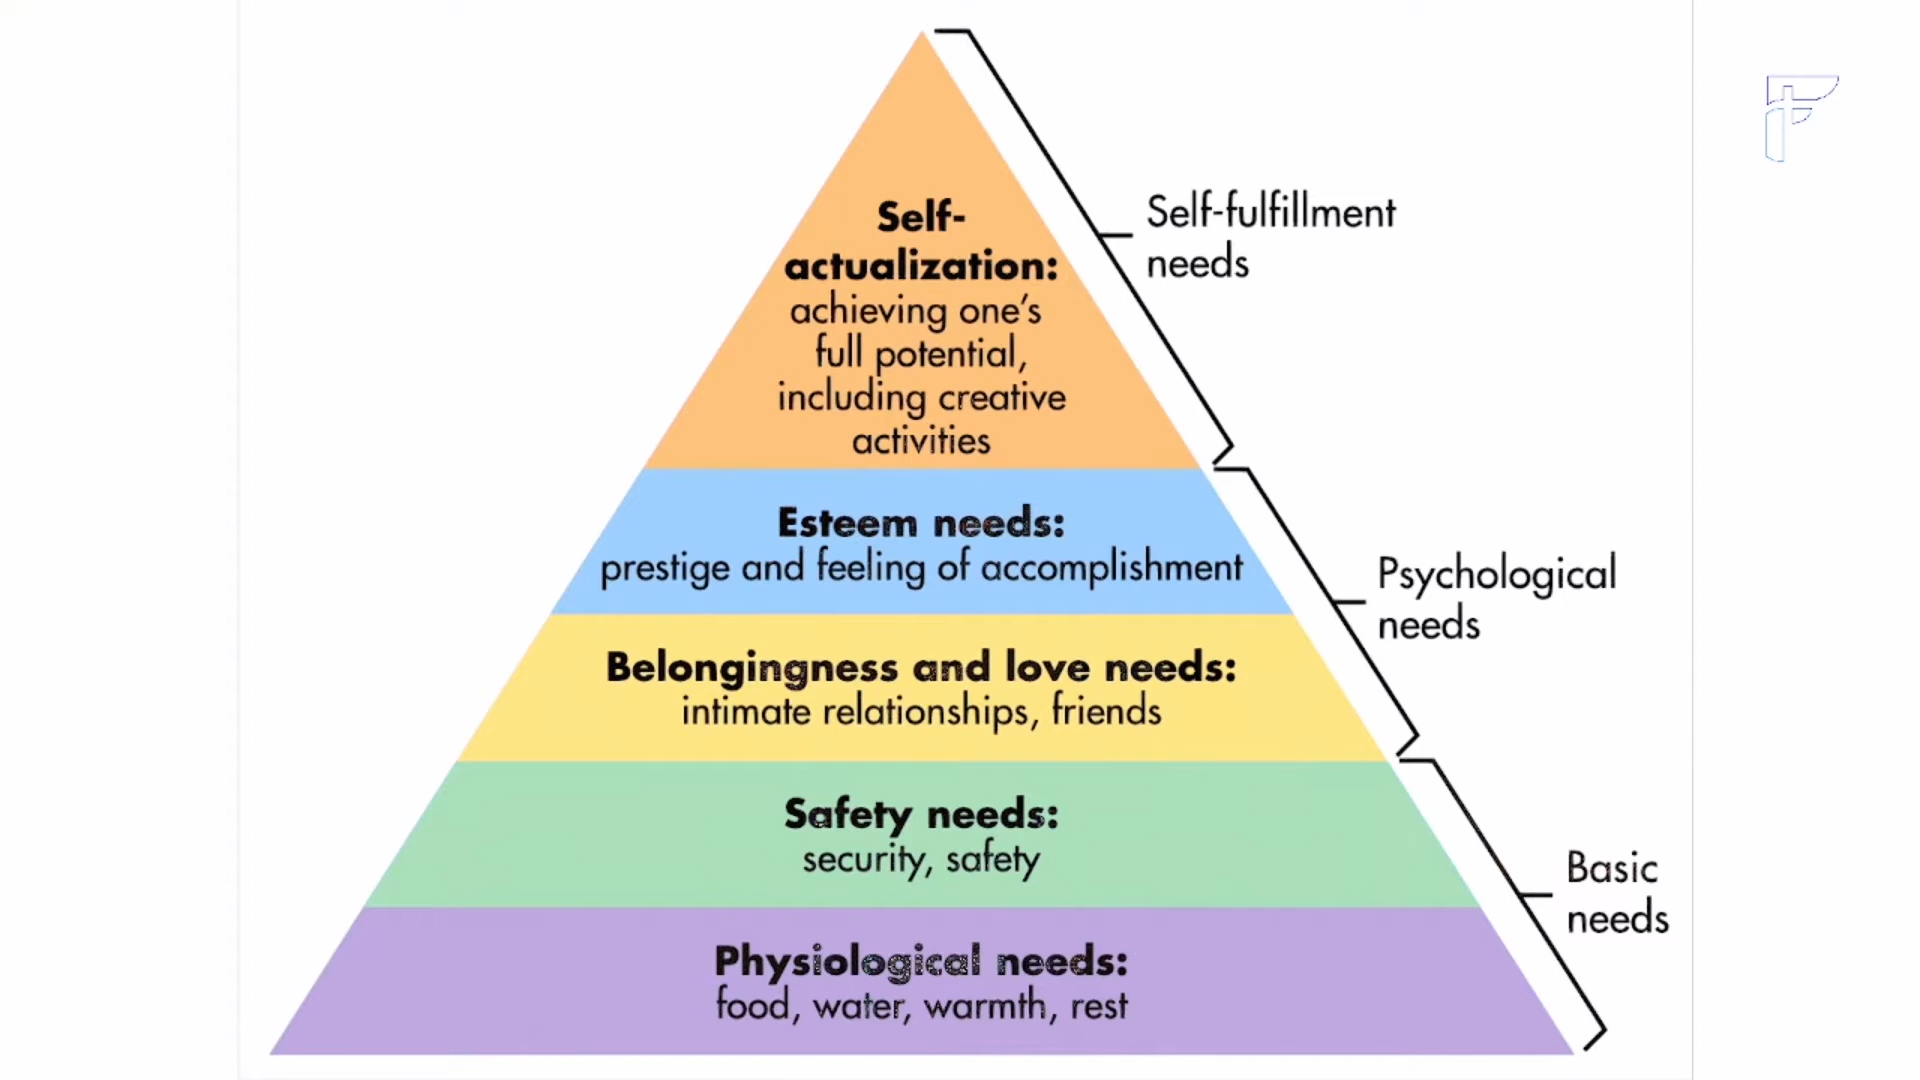 Self-
actualization:
achieving one's
full potential,
including creative
activities
Self-fulfillment
needs
Esteem needs:
prestige and feeling of accomplishment
Psychological
needs
Belongingness and love needs:
intimate relationships, friends
Safety needs:
security, safety
Basic
needs
Physiological needs:
food, water, warmth, rest